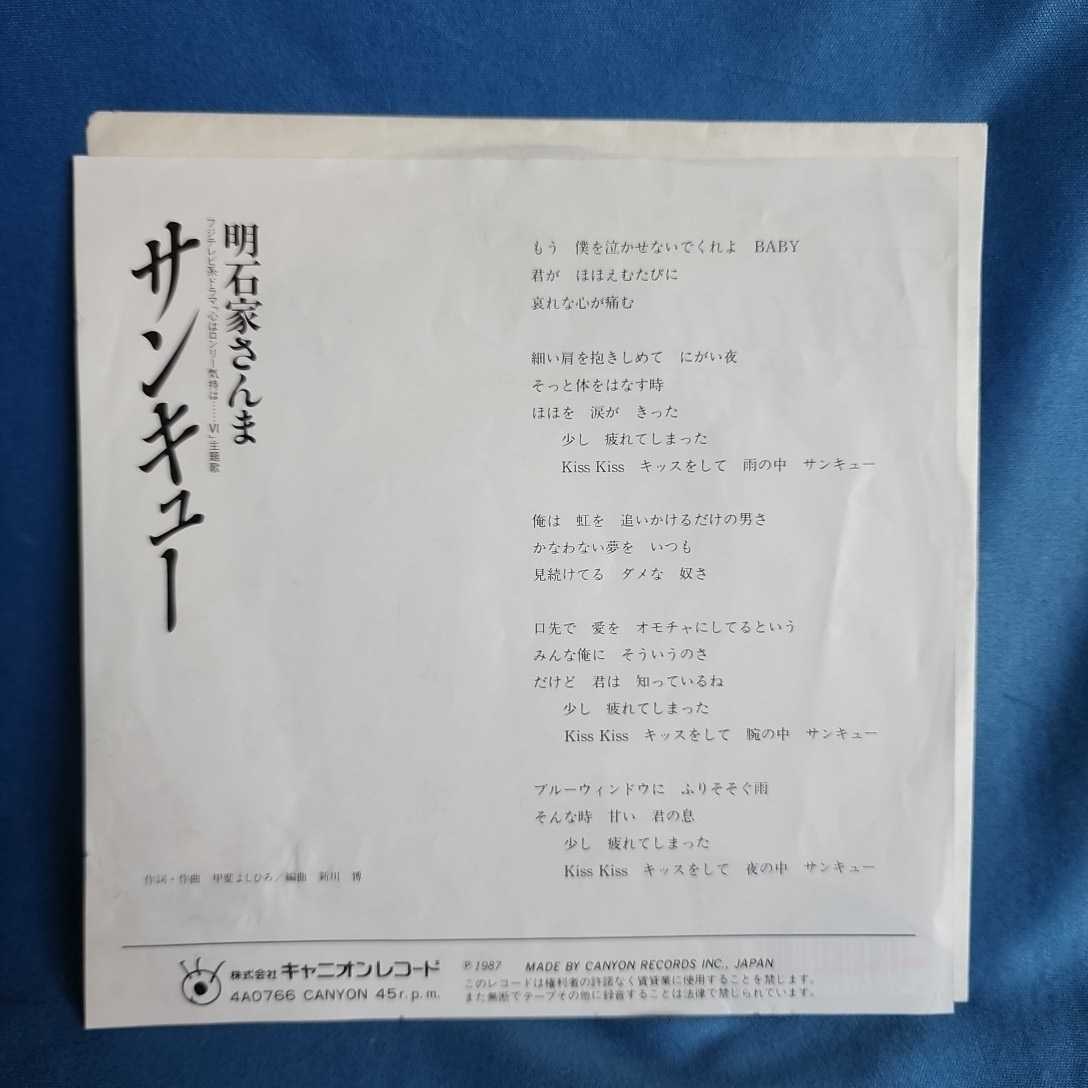 明石家さんま
フジテレビ系ドラマ「心はロンリー気持は……Ⅵ」主題歌
サンキュー
もう　僕を泣かせないでくれよ　BABY
君が　ほほえむたびに
哀れな心が痛む
細い肩を抱きしめて　にがい夜
そっと体をはなす時
ほほを　涙が　きった
少し　疲れてしまった
Kiss Kiss　キッスをして　雨の中　サンキュー
俺は　虹を　追いかけるだけの男さ
かなわない夢を　いつも
見続けてる　ダメな　奴さ
口先で　愛を　オモチャにしてるという
みんな俺に　そういうのさ
だけど　君は　知っているね
少し　疲れてしまった
Kiss Kiss　キッスをして　腕の中　サンキュー
ブルーウィンドウに　ふりそそぐ雨
そんな時　甘い　君の息
少し　疲れてしまった
Kiss Kiss　キッスをして　夜の中　サンキュー
作詞・作曲　甲斐よしひろ／編曲　新川　博
株式会社 キャニオンレコード
4A0766 CANYON 45r.p.m.
Ⓟ1987　MADE BY CANYON RECORDS INC., JAPAN
このレコードは権利者の許諾なく賃貸業に使用することを禁じます。
また無断でテープその他に録音することは法律で禁じられています。